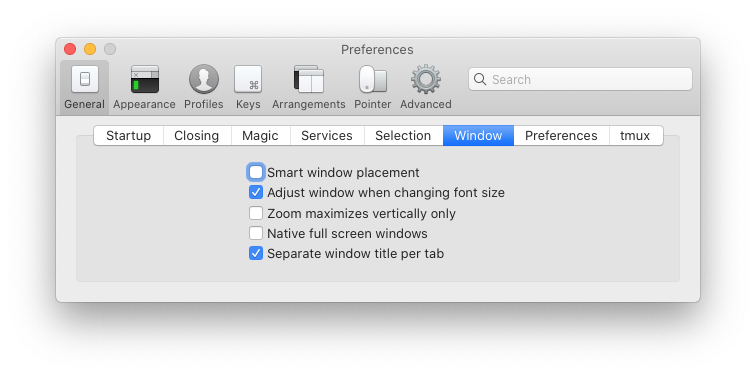 Preferences
General Appearance Profiles Keys Arrangements Pointer Advanced Search
Startup Closing Magic Services Selection Window Preferences tmux
Smart window placement
Adjust window when changing font size
Zoom maximizes vertically only
Native full screen windows
Separate window title per tab